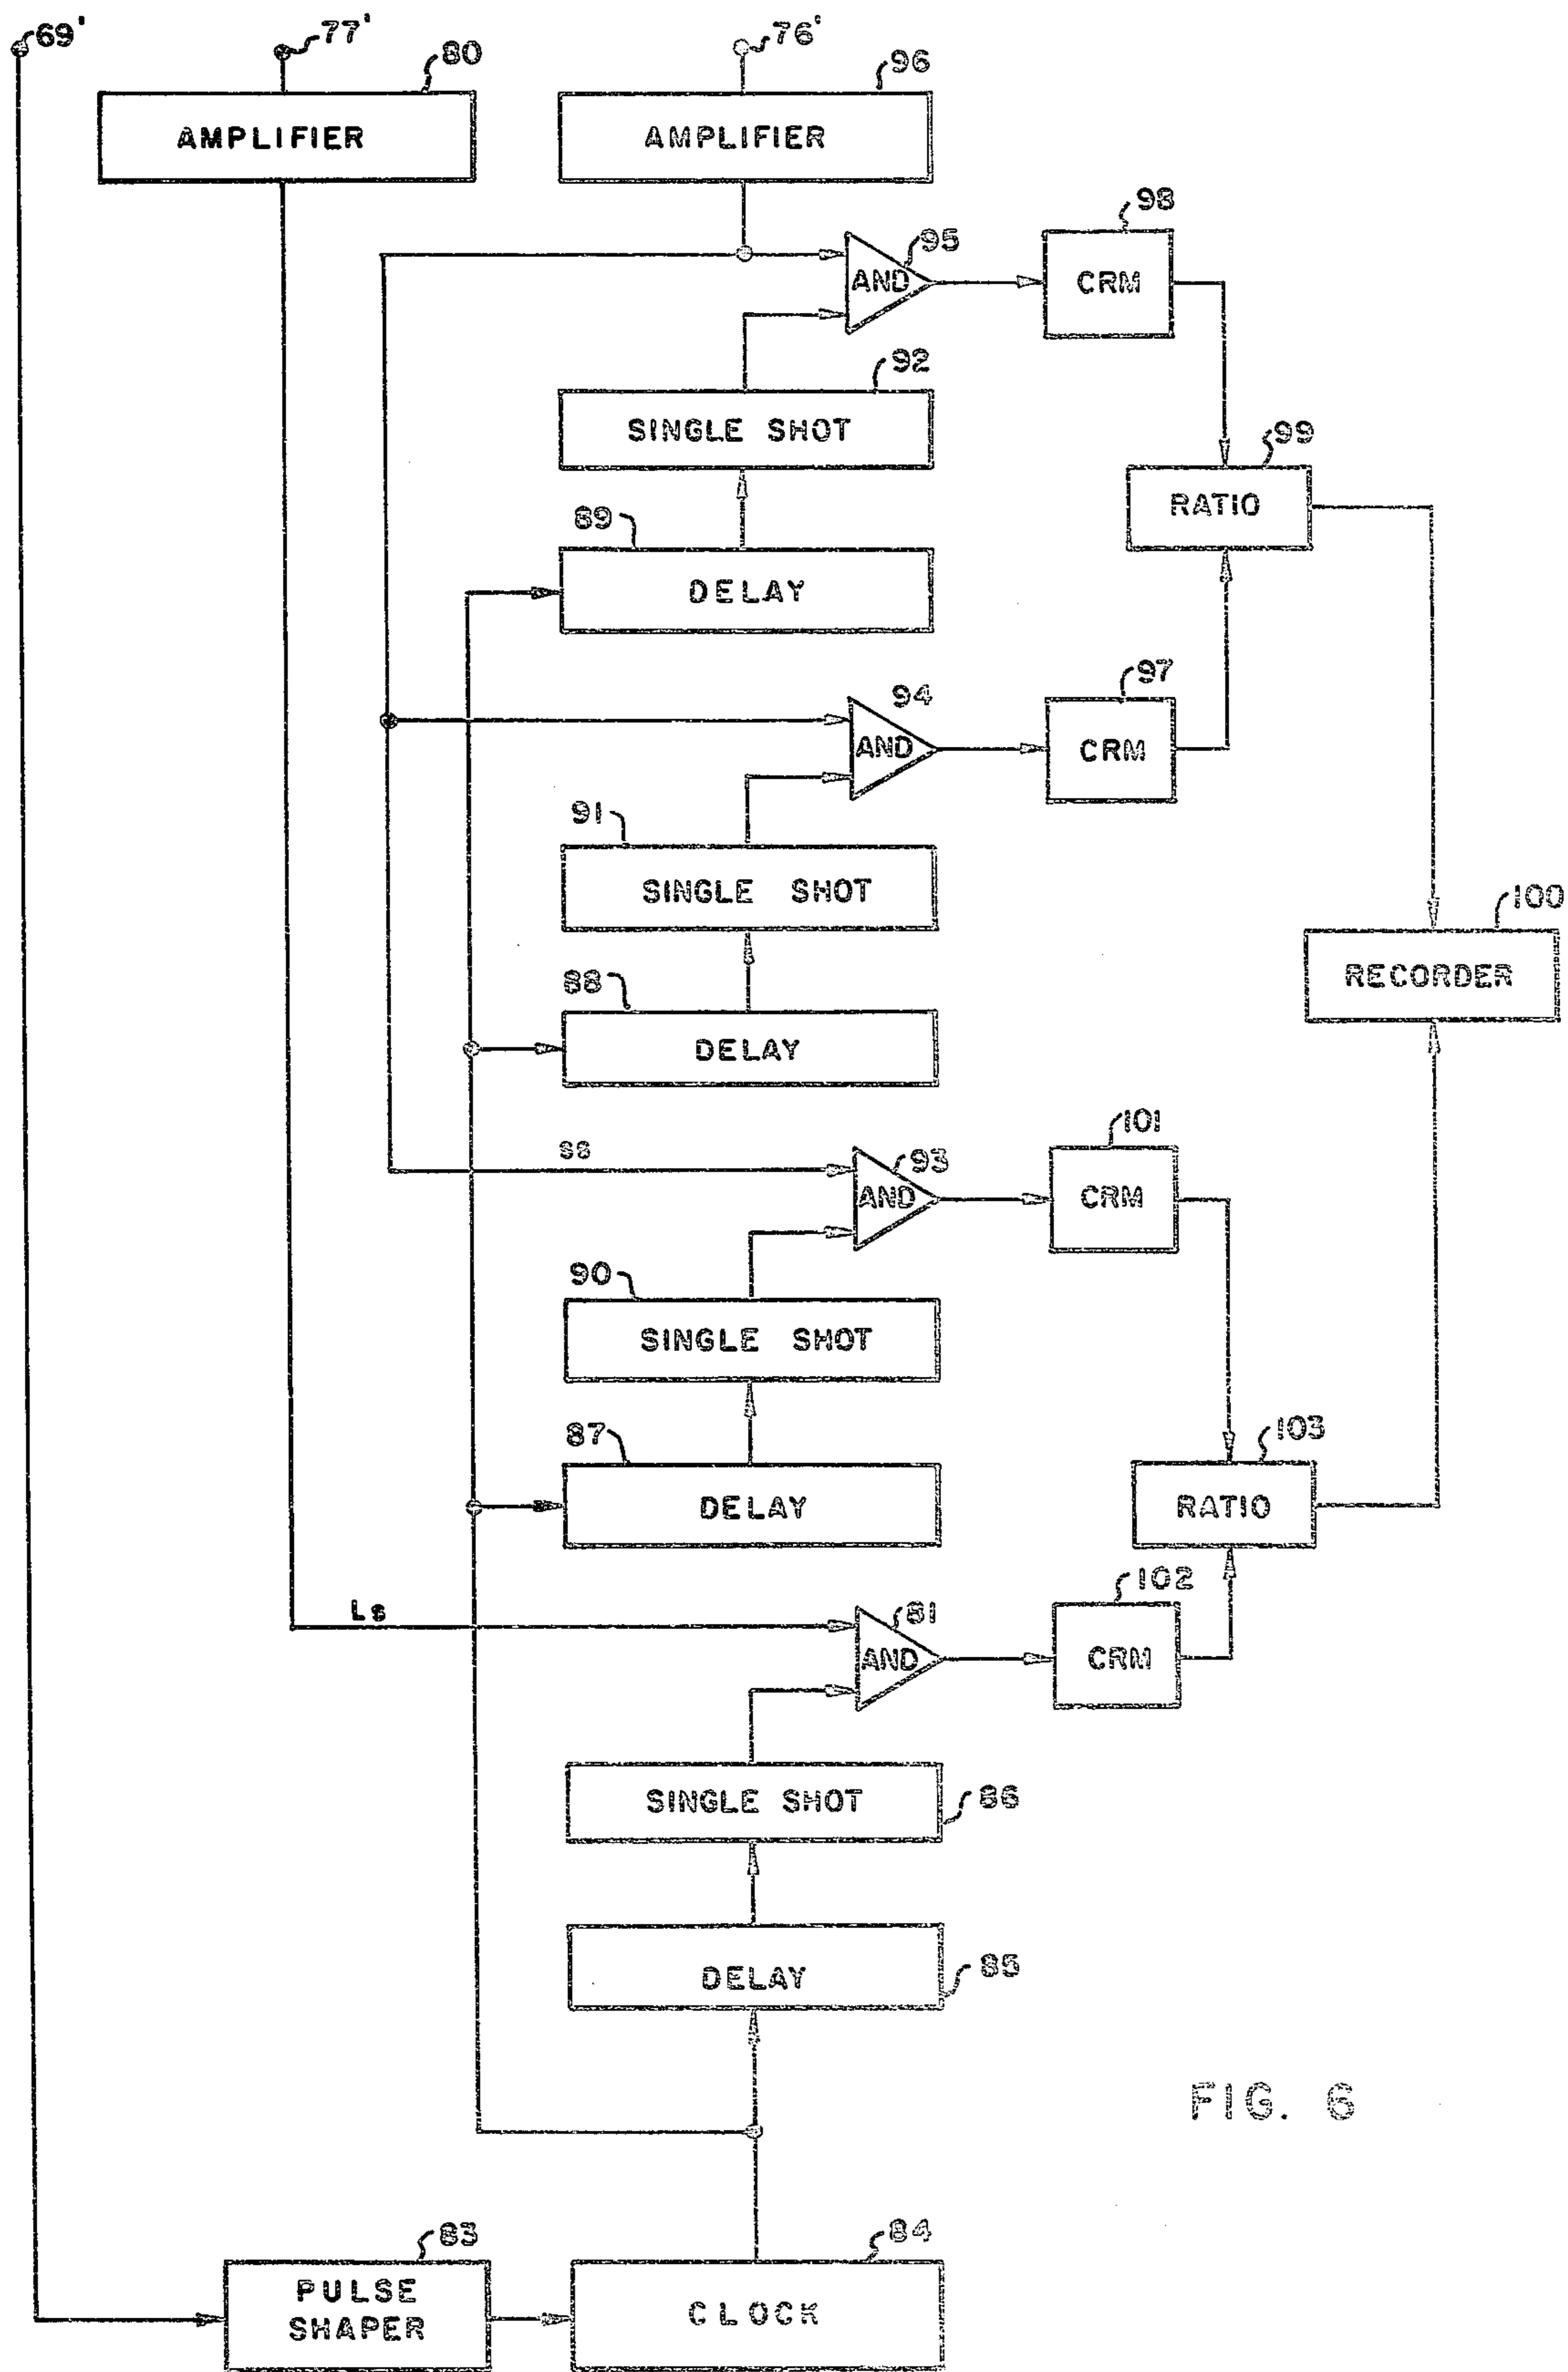 69'
77'
76'
80
96
AMPLIFIER
AMPLIFIER
98
95
AND
CRM
92
SINGLE SHOT
99
RATIO
89
DELAY
97
94
AND
CRM
91
SINGLE SHOT
100
RECORDER
88
DELAY
101
SS
93
AND
CRM
90
SINGLE SHOT
87
DELAY
103
RATIO
102
Ls
81
AND
CRM
SINGLE SHOT
86
DELAY
85
FIG. 6
83
84
PULSE
SHAPER
CLOCK